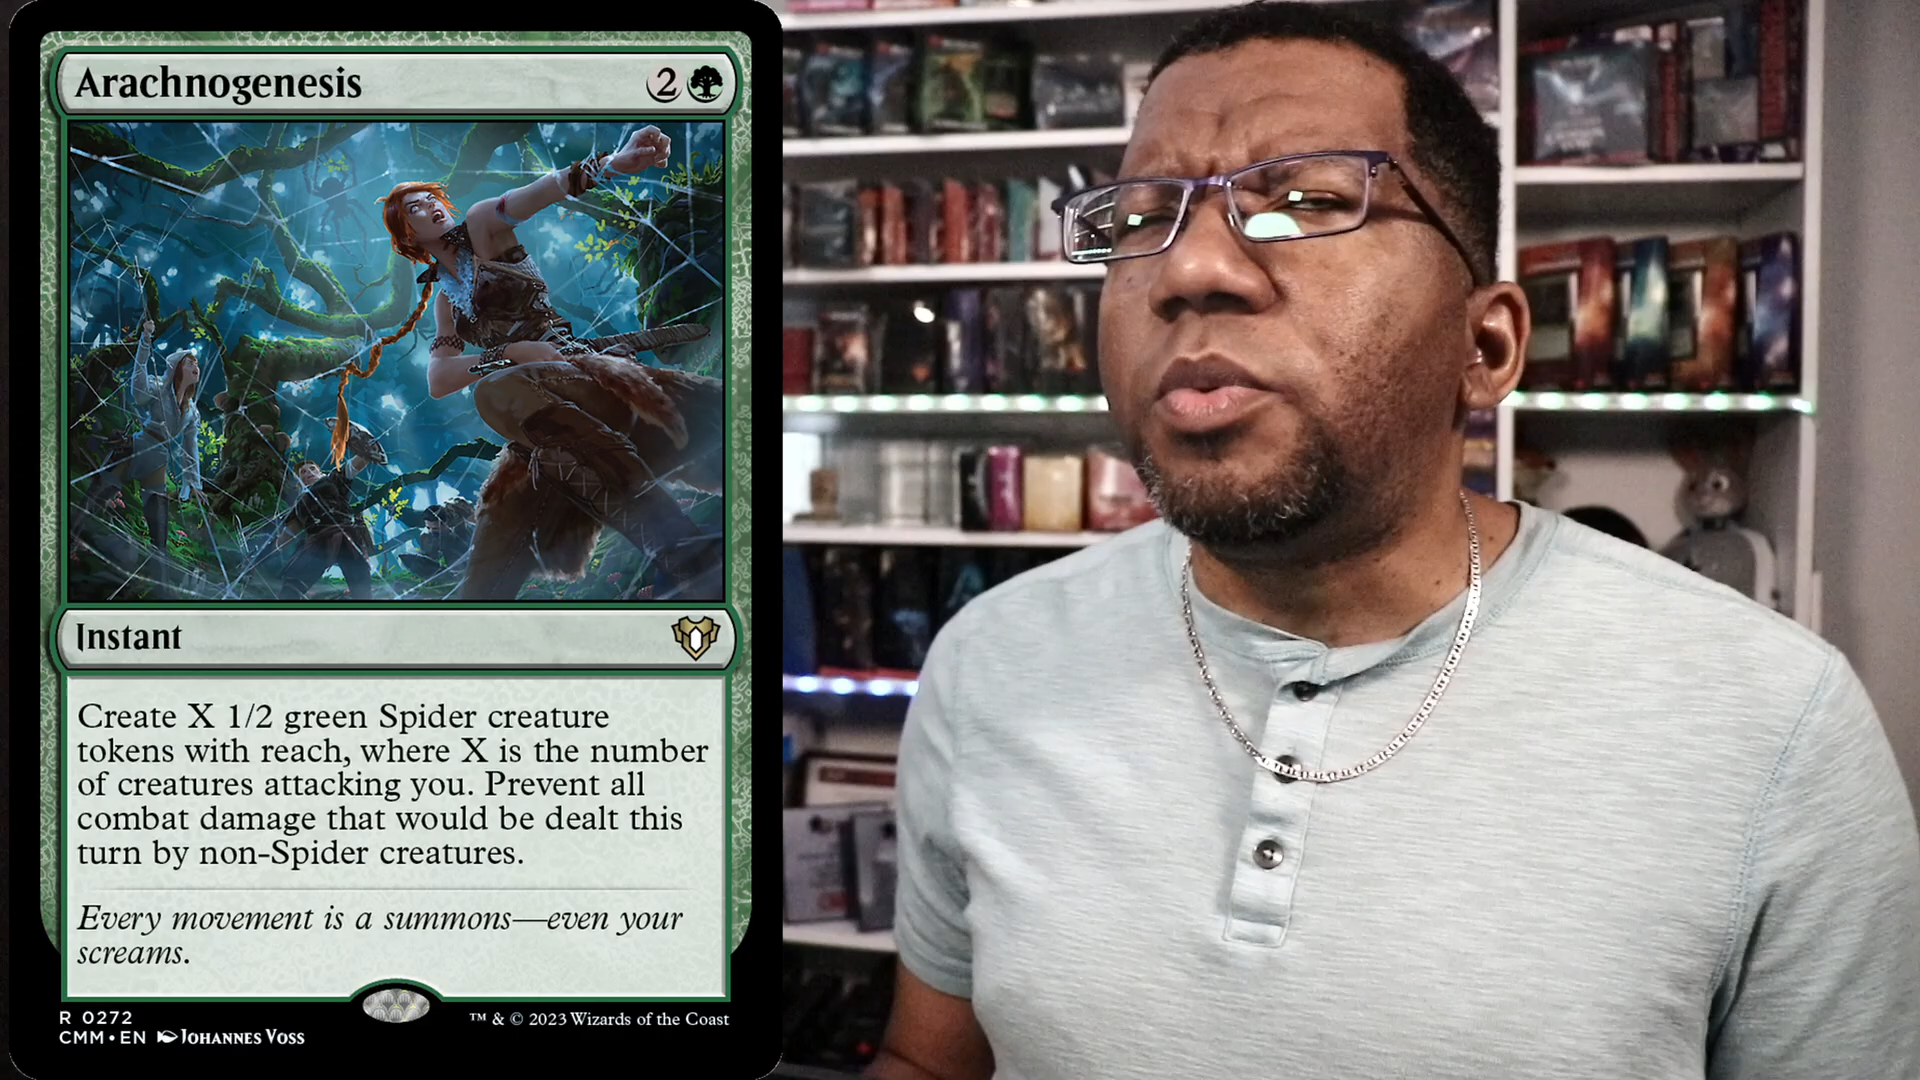 Arachnogenesis 2
Instant
Create X 1/2 green Spider creature
tokens with reach, where X is the number
of creatures attacking you. Prevent all
combat damage that would be dealt this
turn by non-Spider creatures.
Every movement is a summons—even your
screams.
R 0272
CMM•EN Johannes Voss
™ & © 2023 Wizards of the Coast